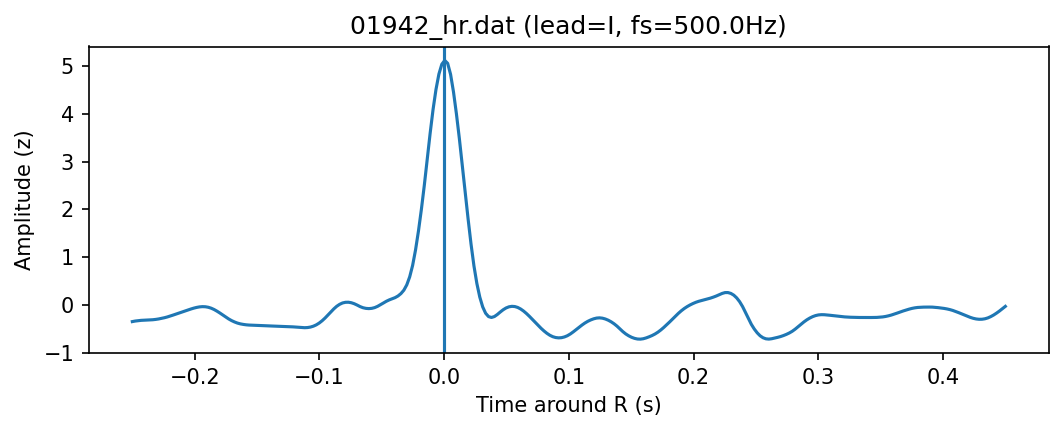 01942_hr.dat (lead=I, fs=500.0Hz)
Amplitude (z)
5
4
3
2
1
0
−1
−0.2 −0.1 0.0 0.1 0.2 0.3 0.4
Time around R (s)